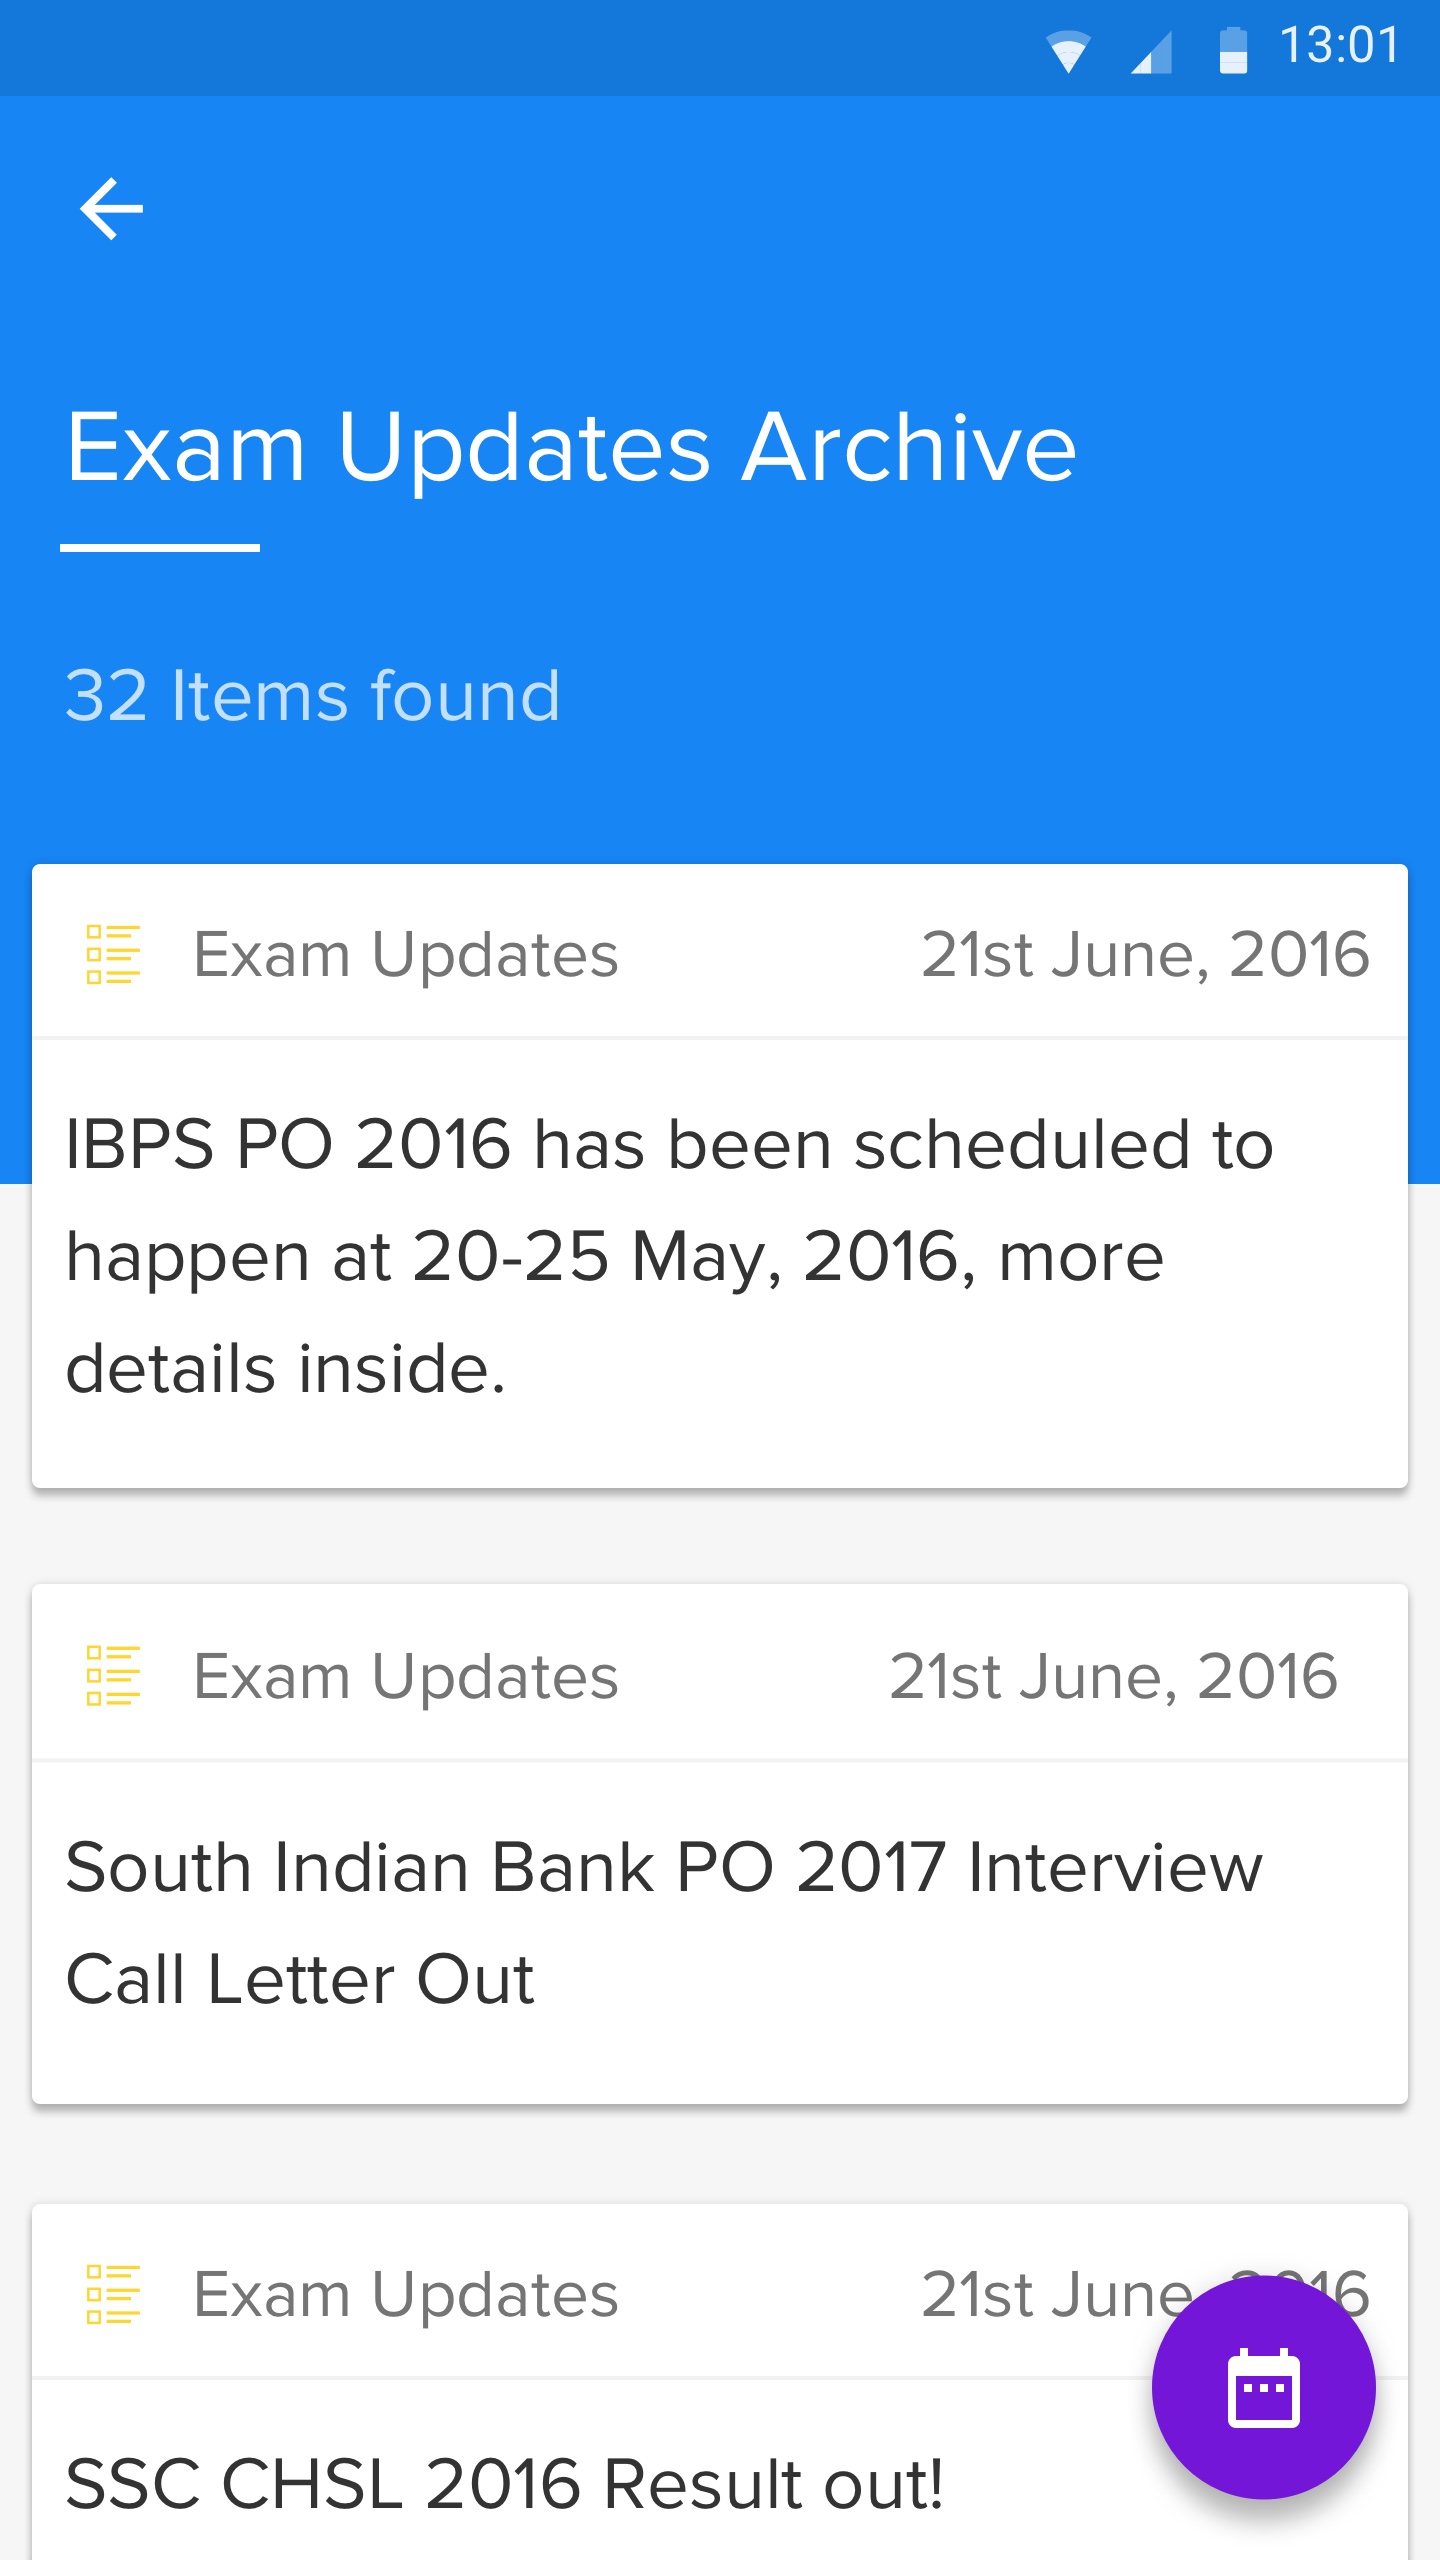 13:01
Exam Updates Archive
32 Items found
Exam Updates 21st June, 2016
IBPS PO 2016 has been scheduled to
happen at 20-25 May, 2016, more
details inside.
Exam Updates 21st June, 2016
South Indian Bank PO 2017 Interview
Call Letter Out
Exam Updates 21st June, 2016
SSC CHSL 2016 Result out!